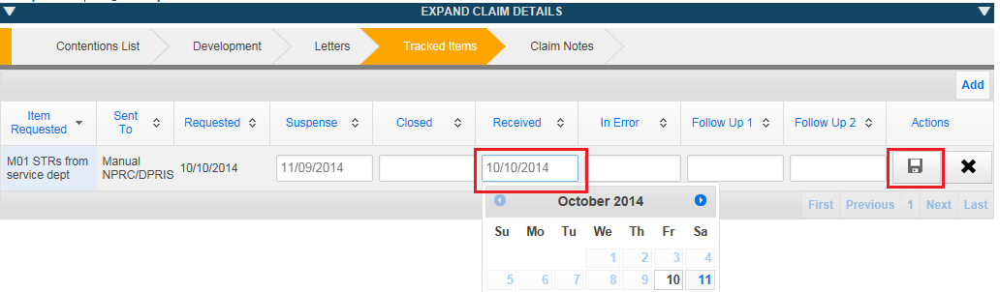 EXPAND CLAIM DETAILS
Contentions List Development Letters Tracked Items Claim Notes
Add
Item Requested Sent To Requested Suspense Closed Received In Error Follow Up 1 Follow Up 2 Actions
M01 STRs from Manual
service dept NPRC/DPRIS 10/10/2014 11/09/2014 10/10/2014
First Previous 1 Next Last
October 2014
Su Mo Tu We Th Fr Sa
1 2 3 4
5 6 7 8 9 10 11